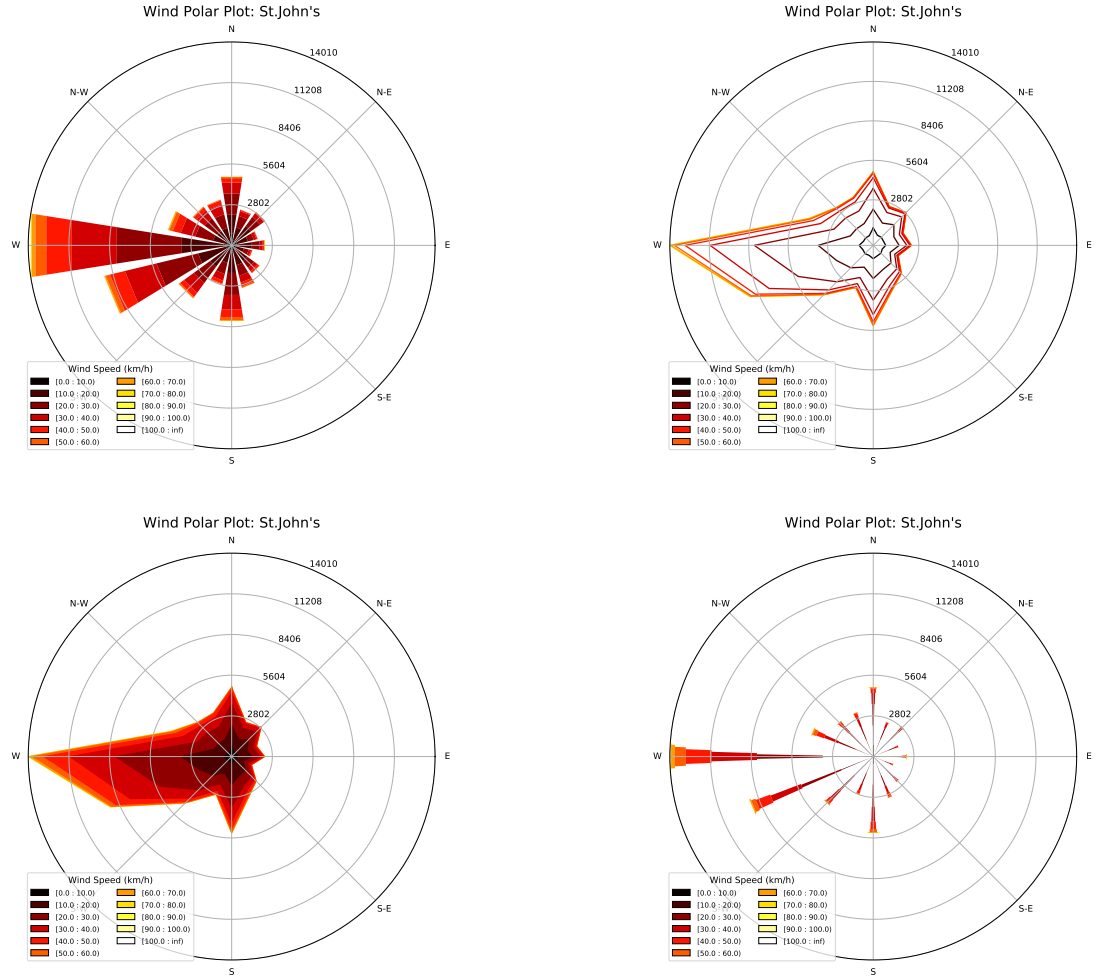 Wind Polar Plot: St.John's
N
14010
11208
8406
5604
2802
N-W
N-E
W
E
S-E
S
Wind Speed (km/h)
[0.0 : 10.0)
[10.0 : 20.0)
[20.0 : 30.0)
[30.0 : 40.0)
[40.0 : 50.0)
[50.0 : 60.0)
[60.0 : 70.0)
[70.0 : 80.0)
[80.0 : 90.0)
[90.0 : 100.0)
[100.0 : inf)
Wind Polar Plot: St.John's
N
14010
11208
8406
5604
2802
N-W
N-E
W
E
S-E
S
Wind Speed (km/h)
[0.0 : 10.0)
[10.0 : 20.0)
[20.0 : 30.0)
[30.0 : 40.0)
[40.0 : 50.0)
[50.0 : 60.0)
[60.0 : 70.0)
[70.0 : 80.0)
[80.0 : 90.0)
[90.0 : 100.0)
[100.0 : inf)
Wind Polar Plot: St.John's
N
14010
11208
8406
5604
2802
N-W
N-E
W
E
S-E
S
Wind Speed (km/h)
[0.0 : 10.0)
[10.0 : 20.0)
[20.0 : 30.0)
[30.0 : 40.0)
[40.0 : 50.0)
[50.0 : 60.0)
[60.0 : 70.0)
[70.0 : 80.0)
[80.0 : 90.0)
[90.0 : 100.0)
[100.0 : inf)
Wind Polar Plot: St.John's
N
14010
11208
8406
5604
2802
N-W
N-E
W
E
S-E
S
Wind Speed (km/h)
[0.0 : 10.0)
[10.0 : 20.0)
[20.0 : 30.0)
[30.0 : 40.0)
[40.0 : 50.0)
[50.0 : 60.0)
[60.0 : 70.0)
[70.0 : 80.0)
[80.0 : 90.0)
[90.0 : 100.0)
[100.0 : inf)